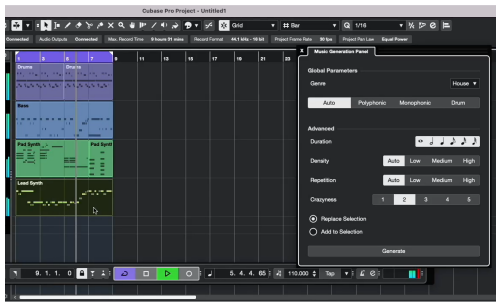 Cubase Pro Project - Untitled1
Grid Bar Q 1/16
Connected Audio Outputs Connected Max. Record Time 9 hours 31 mins Record Format 44.1 kHz - 16 bit Project Frame Rate 30 fps Project Pan Law Equal Power
3 5 7 9 11 13 15 17 19 21 23
X Music Generation Panel
Drums Drums
Global Parameters
Genre House
Auto Polyphonic Monophonic Drum
Bass
Advanced
Duration
Pad Synth Pad Synth
Density Auto Low Medium High
Repetition Auto Low Medium High
Lead Synth
Crazyness 1 2 3 4 5
Replace Selection
Add to Selection
Generate
9. 1. 1. 0 5. 4. 4. 65 110.000 Tap